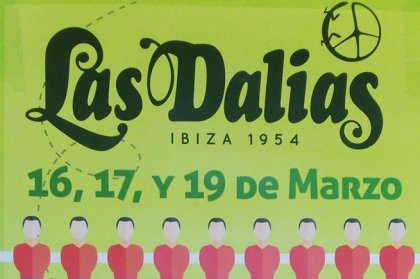 Las Dalias
IBIZA 1954
16, 17, Y 19 DE MARZO